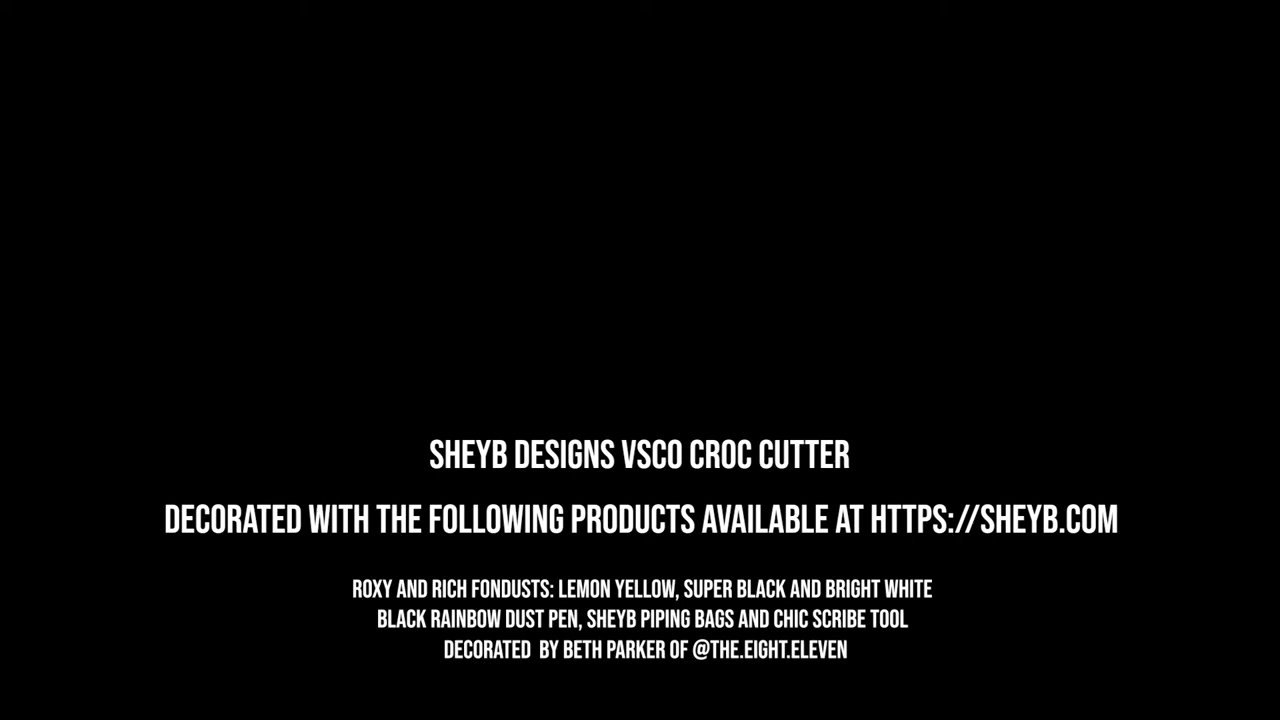 SHEYB DESIGNS VSCO CROC CUTTER
DECORATED WITH THE FOLLOWING PRODUCTS AVAILABLE AT HTTPS://SHEYB.COM
ROXY AND RICH FONDUSTS: LEMON YELLOW, SUPER BLACK AND BRIGHT WHITE
BLACK RAINBOW DUST PEN, SHEYB PIPING BAGS AND CHIC SCRIBE TOOL
DECORATED BY BETH PARKER OF @THE.EIGHT.ELEVEN